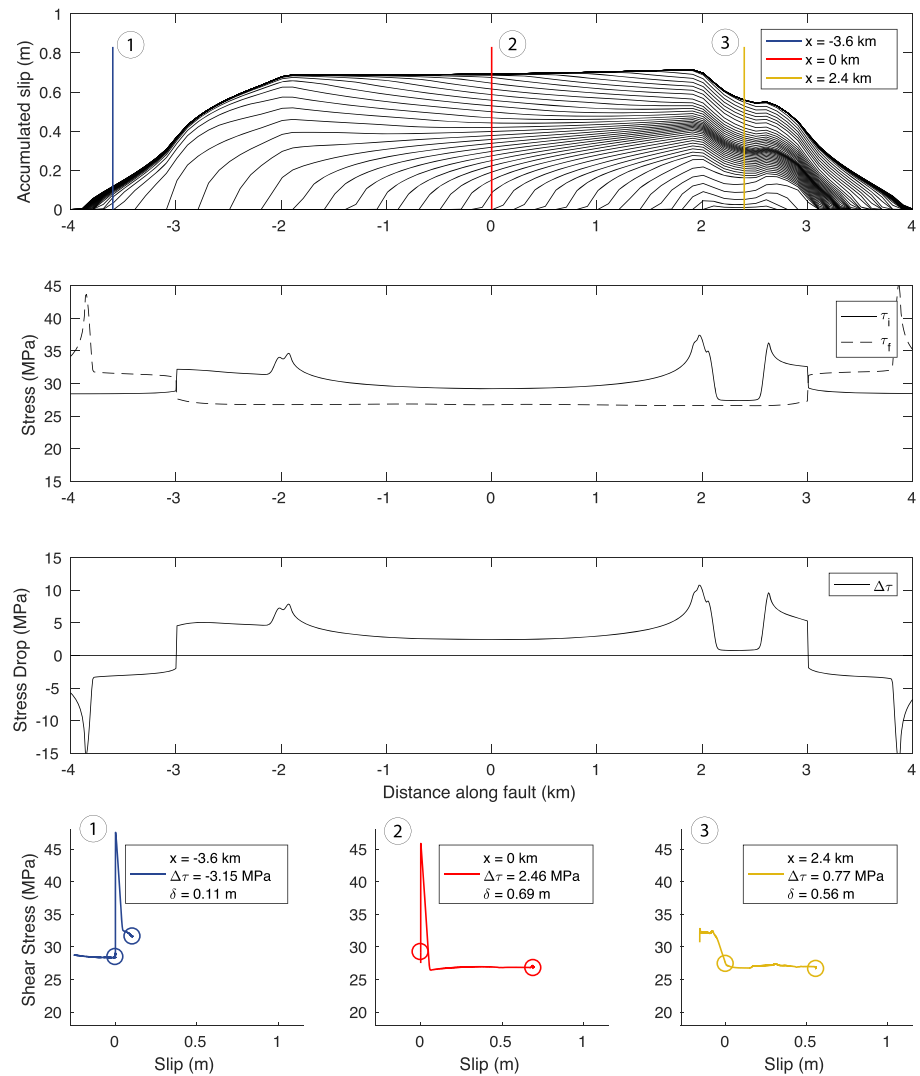 Accumulated slip (m)
1
0.8
0.6
0.4
0.2
0
1
2
3
x = -3.6 km
x = 0 km
x = 2.4 km
-4 -3 -2 -1 0 1 2 3 4
Stress (MPa)
45
40
35
30
25
20
15
τi
τf
-4 -3 -2 -1 0 1 2 3 4
Stress Drop (MPa)
15
10
5
0
-5
-10
-15
Δτ
-4 -3 -2 -1 0 1 2 3 4
Distance along fault (km)
1
Shear Stress (MPa)
45
40
35
30
25
20
x = -3.6 km
Δτ = -3.15 MPa
δ = 0.11 m
0 0.5 1
Slip (m)
2
45
40
35
30
25
20
x = 0 km
Δτ = 2.46 MPa
δ = 0.69 m
0 0.5 1
Slip (m)
3
45
40
35
30
25
20
x = 2.4 km
Δτ = 0.77 MPa
δ = 0.56 m
0 0.5 1
Slip (m)